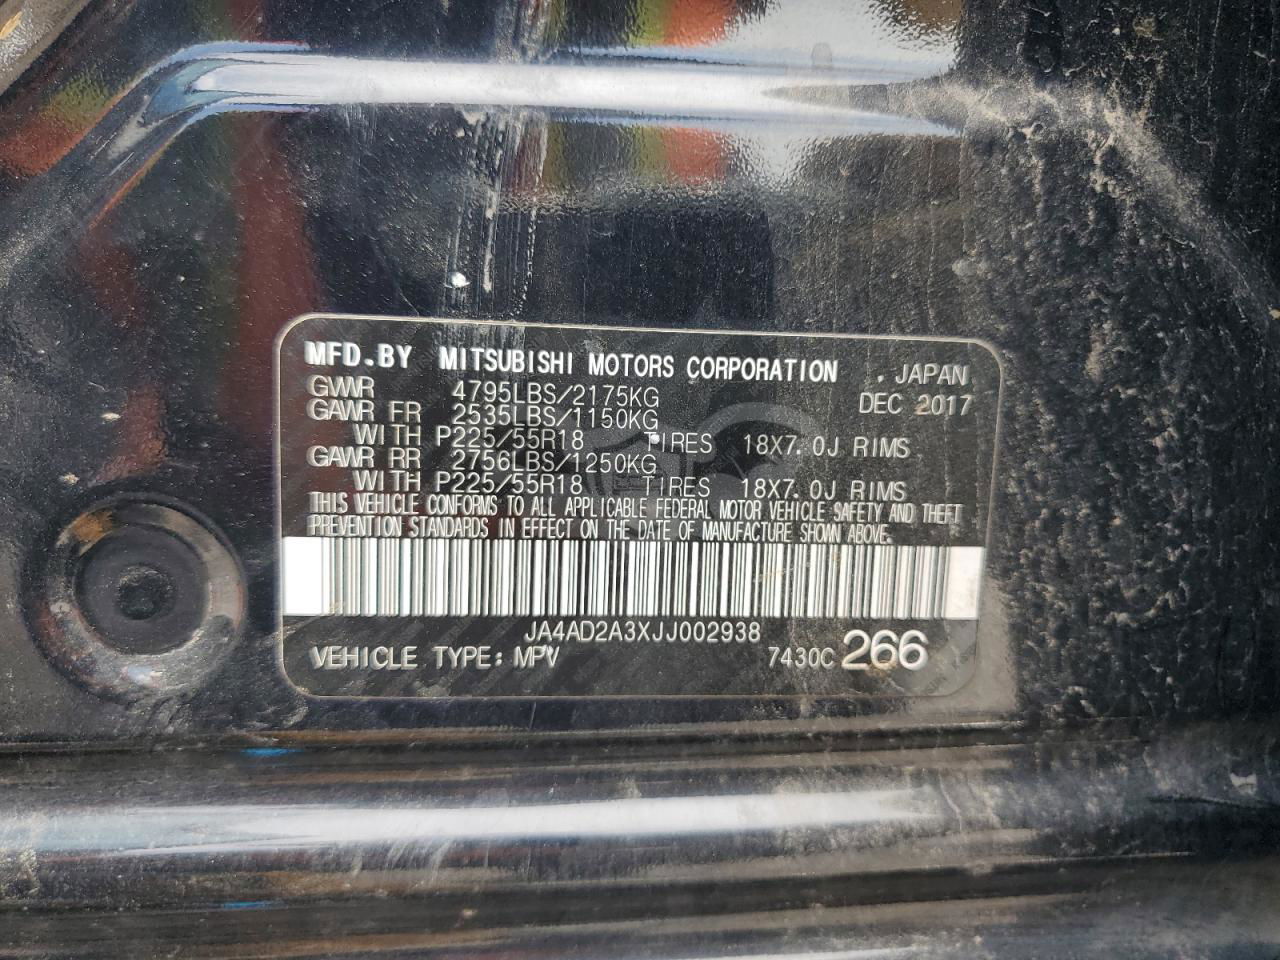 MFD.BY MITSUBISHI MOTORS CORPORATION , JAPAN
GVWR 4795LBS/2175KG DEC 2017
GAWR FR 2535LBS/1150KG
WITH P225/55R18 TIRES 18X7.0J RIMS
GAWR RR 2756LBS/1250KG
WITH P225/55R18 TIRES 18X7.0J RIMS
THIS VEHICLE CONFORMS TO ALL APPLICABLE FEDERAL MOTOR VEHICLE SAFETY AND THEFT
PREVENTION STANDARDS IN EFFECT ON THE DATE OF MANUFACTURE SHOWN ABOVE.
JA4AD2A3XJJ002938
VEHICLE TYPE: MPV 7430C 266